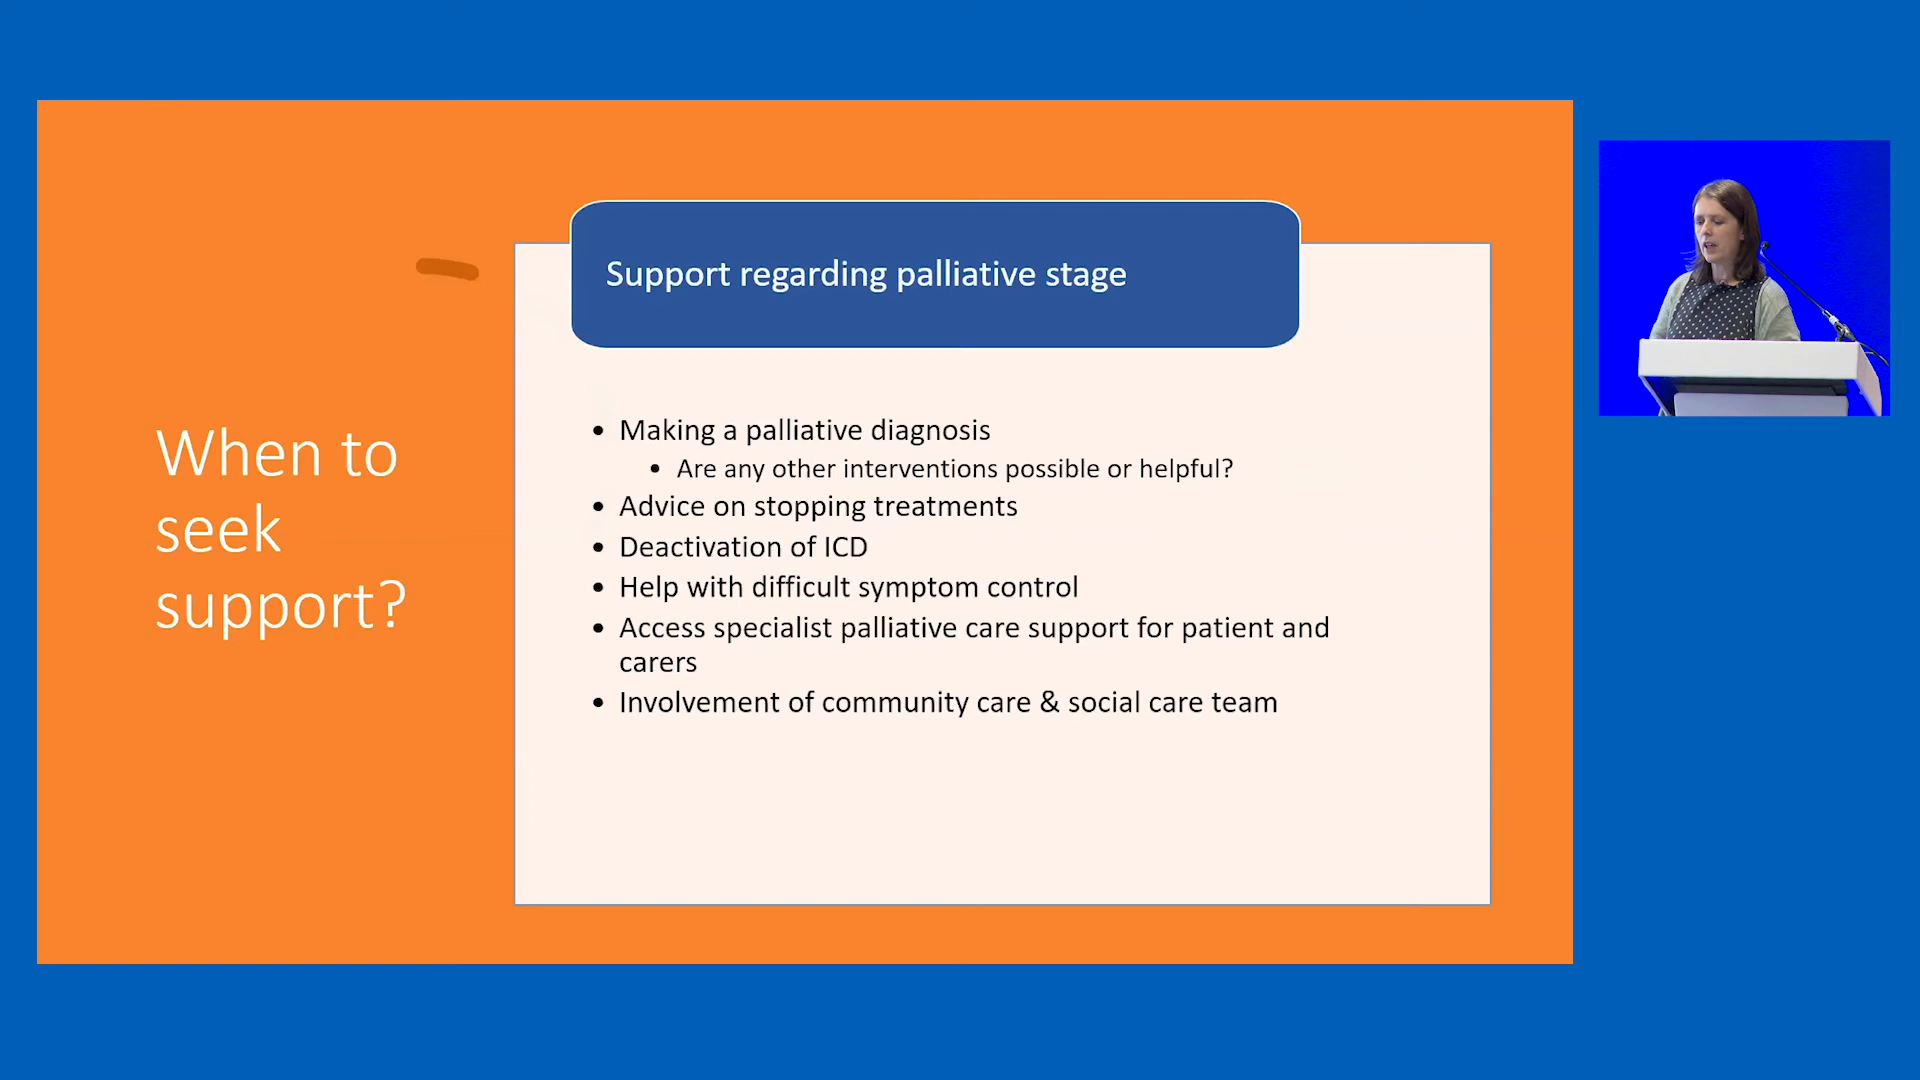 When to
seek
support?
Support regarding palliative stage
• Making a palliative diagnosis
• Are any other interventions possible or helpful?
• Advice on stopping treatments
• Deactivation of ICD
• Help with difficult symptom control
• Access specialist palliative care support for patient and
carers
• Involvement of community care & social care team